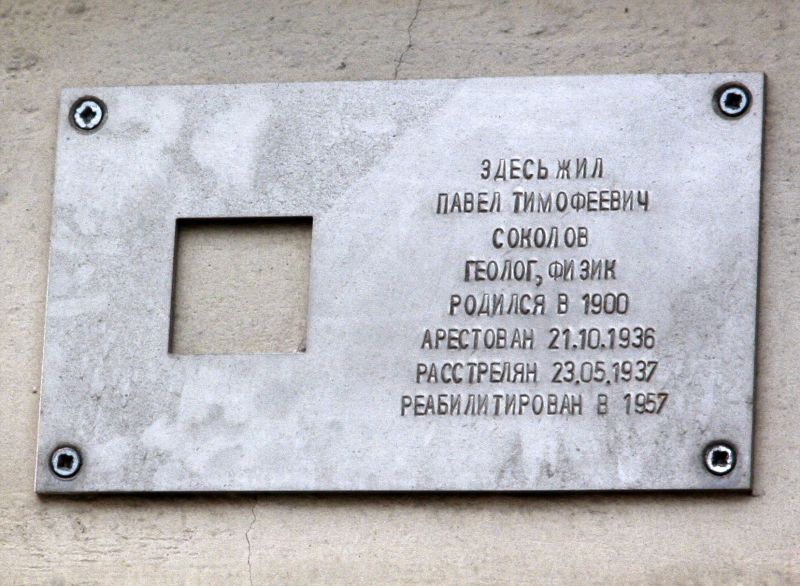 ЗДЕСЬ ЖИЛ
ПАВЕЛ ТИМОФЕЕВИЧ
СОКОЛОВ
ГЕОЛОГ, ФИЗИК
РОДИЛСЯ В 1900
АРЕСТОВАН 21.10.1936
РАССТРЕЛЯН 23.05.1937
РЕАБИЛИТИРОВАН В 1957